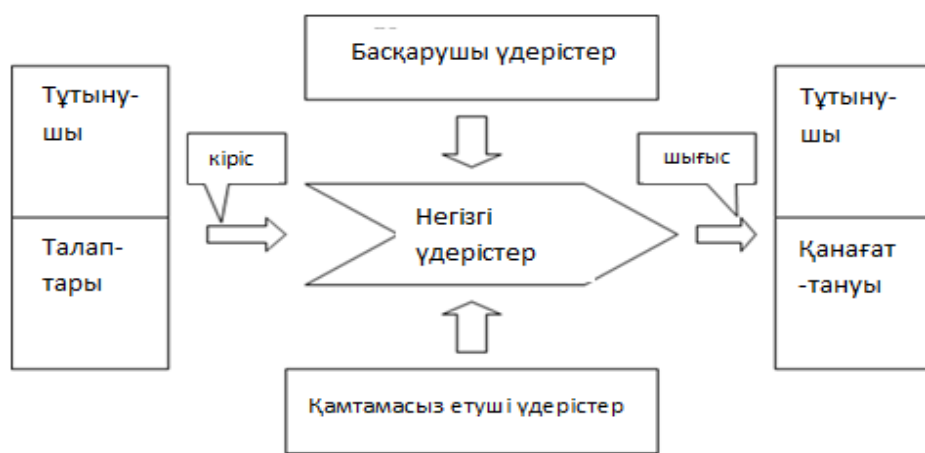 Басқарушы үдерістер
Тұтыну-
шы
Талап-
тары
кіріс
Негізгі
үдерістер
шығыс
Тұтыну-
шы
Қанағат
-тануы
Қамтамасыз етуші үдерістер